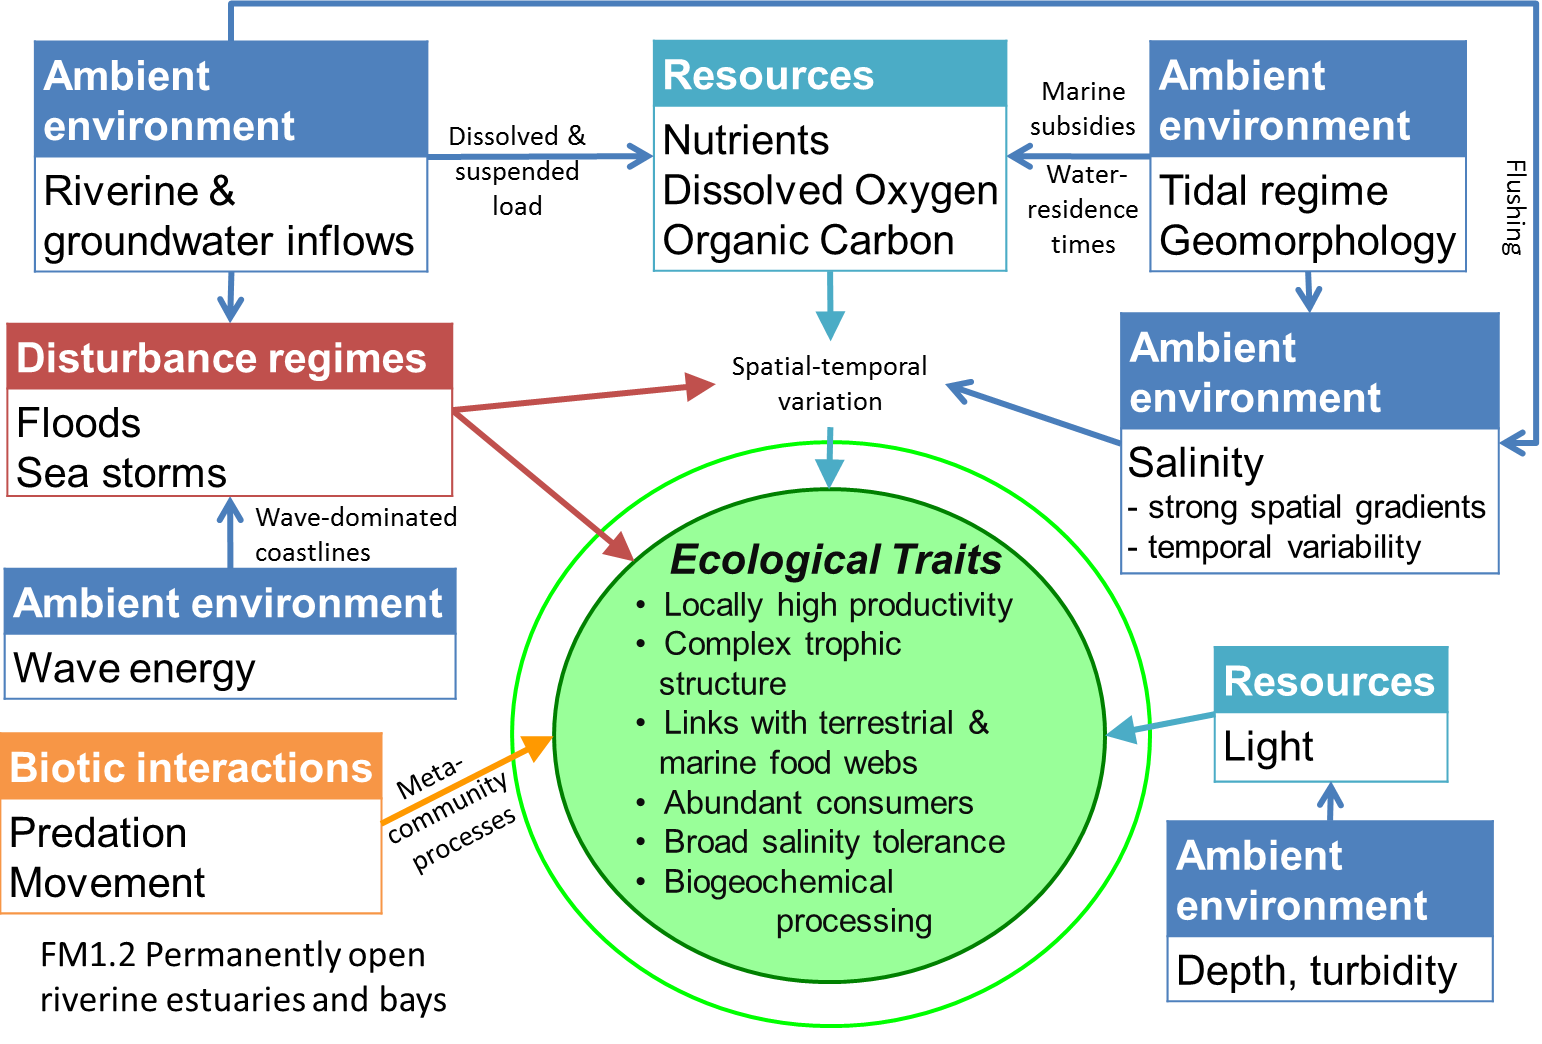 Ambient
environment
Riverine &
groundwater inflows
Dissolved &
suspended
load
Resources
Nutrients
Dissolved Oxygen
Organic Carbon
Marine
subsidies
Water-
residence
times
Ambient
environment
Tidal regime
Geomorphology
Flushing
Disturbance regimes
Floods
Sea storms
Spatial-temporal
variation
Ambient
environment
Salinity
- strong spatial gradients
- temporal variability
Wave-dominated
coastlines
Ambient environment
Wave energy
Ecological Traits
• Locally high productivity
• Complex trophic
structure
• Links with terrestrial &
marine food webs
• Abundant consumers
• Broad salinity tolerance
• Biogeochemical
processing
Resources
Light
Biotic interactions
Predation
Movement
Meta-
community
processes
Ambient
environment
Depth, turbidity
FM1.2 Permanently open
riverine estuaries and bays